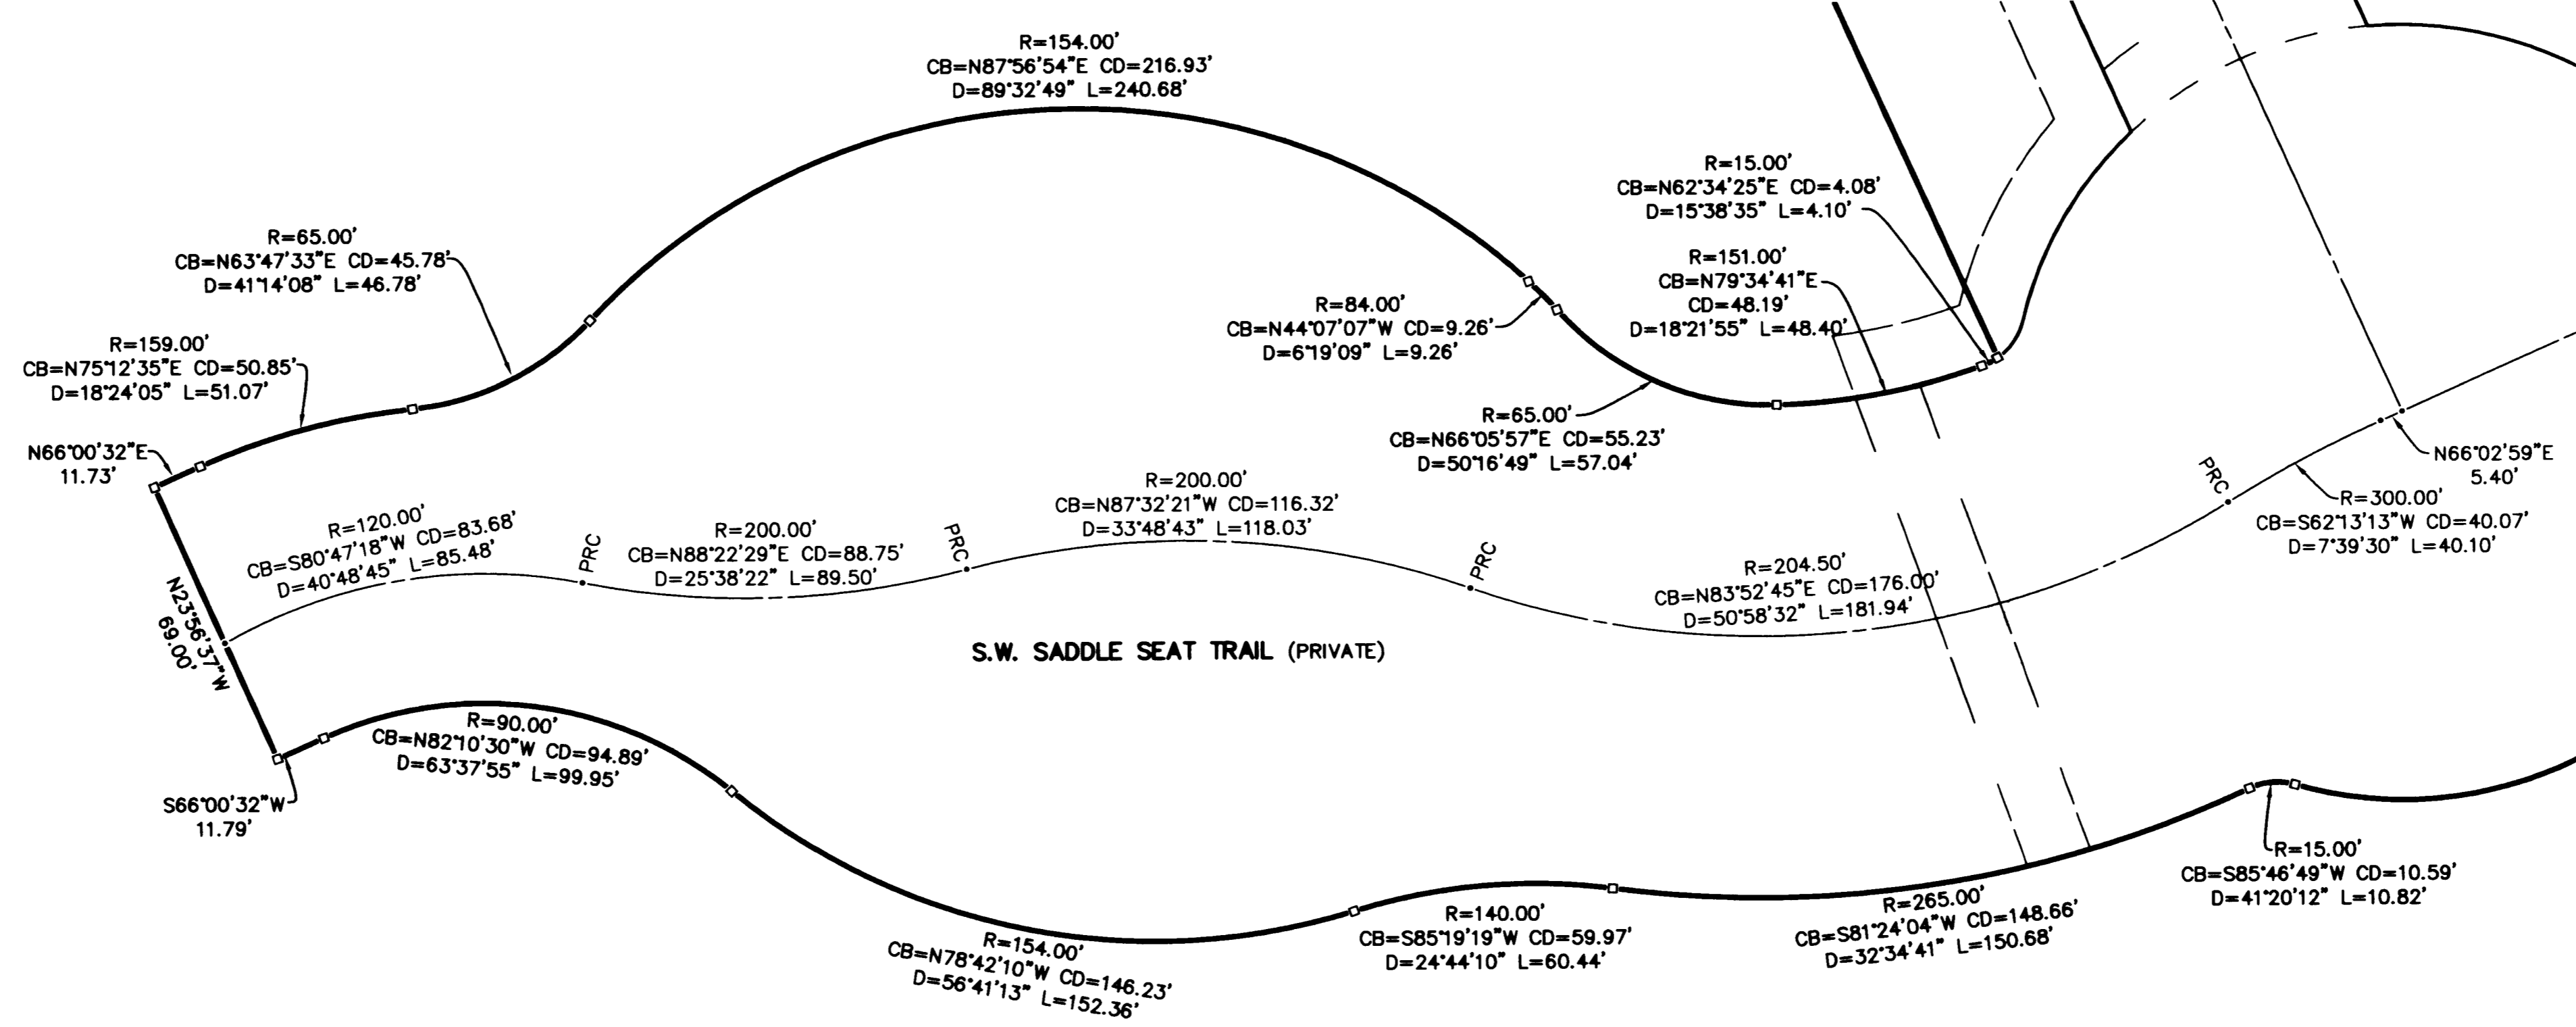 R=154.00'
CB=N87°56'54"E CD=216.93'
D=89°32'49" L=240.68'
R=15.00'
CB=N62°34'25"E CD=4.08'
D=15°38'35" L=4.10'
R=65.00'
CB=N63°47'33"E CD=45.78'
D=41°14'08" L=46.78'
R=151.00'
CB=N79°34'41"E
CD=48.19'
D=18°21'55" L=48.40'
R=84.00'
CB=N44°07'07"W CD=9.26'
D=6°19'09" L=9.26'
R=159.00'
CB=N75°12'35"E CD=50.85'
D=18°24'05" L=51.07'
R=65.00'
CB=N66°05'57"E CD=55.23'
D=50°16'49" L=57.04'
N66°00'32"E
11.73'
N66°02'59"E
5.40'
R=120.00'
CB=S80°47'18"W CD=83.68'
D=40°48'45" L=85.48'
PRC
R=200.00'
CB=N88°22'29"E CD=88.75'
D=25°38'22" L=89.50'
PRC
R=200.00'
CB=N87°32'21"W CD=116.32'
D=33°48'43" L=118.03'
PRC
R=204.50'
CB=N83°52'45"E CD=176.00'
D=50°58'32" L=181.94'
PRC
R=300.00'
CB=S62°13'13"W CD=40.07'
D=7°39'30" L=40.10'
N23°56'37"W
69.00'
S.W. SADDLE SEAT TRAIL (PRIVATE)
R=90.00'
CB=N82°10'30"W CD=94.89'
D=63°37'55" L=99.95'
S66°00'32"W
11.79'
R=154.00'
CB=N78°42'10"W CD=146.23'
D=56°41'13" L=152.36'
R=140.00'
CB=S85°19'19"W CD=59.97'
D=24°44'10" L=60.44'
R=265.00'
CB=S81°24'04"W CD=148.66'
D=32°34'41" L=150.68'
R=15.00'
CB=S85°46'49"W CD=10.59'
D=41°20'12" L=10.82'